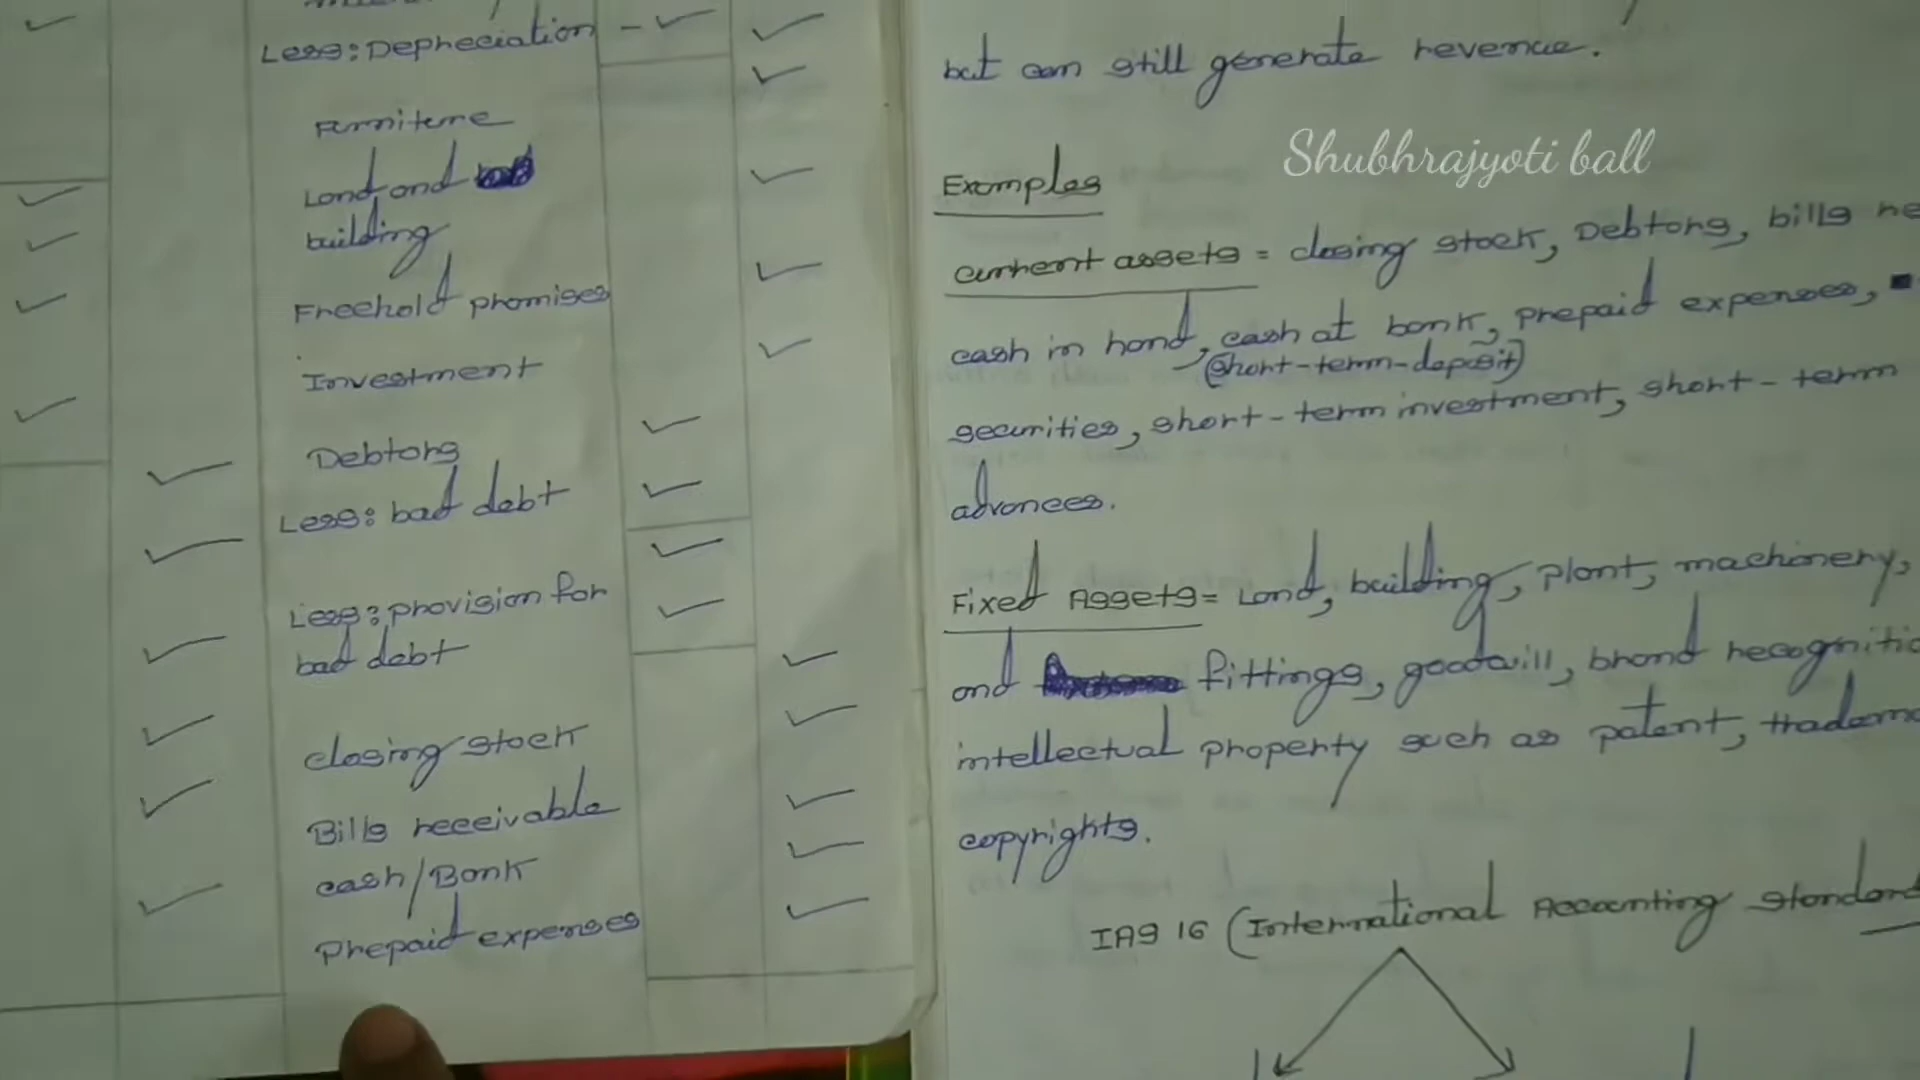 Less: Depreciation -
Furniture
Land and
building
Freehold promises
Investment
Debtors
Less: bad debt
Less: provision for
bad debt
closing stock
Bills receivable
cash/Bank
Prepaid expenses
but can still generate revenue.
Shubhrajyoti ball
Examples
current assets = closing stock, Debtors, bills re
cash in hand, cash at bank, prepaid expenses,
(short-term-deposit)
securities, short-term investment, short-term
advances.
Fixed Assets = Land, building, plant, machinery,
and fittings, goodwill, brand recognitio
intellectual property such as patent, tradema
copyrights.
IAS 16 (International Accounting Standard